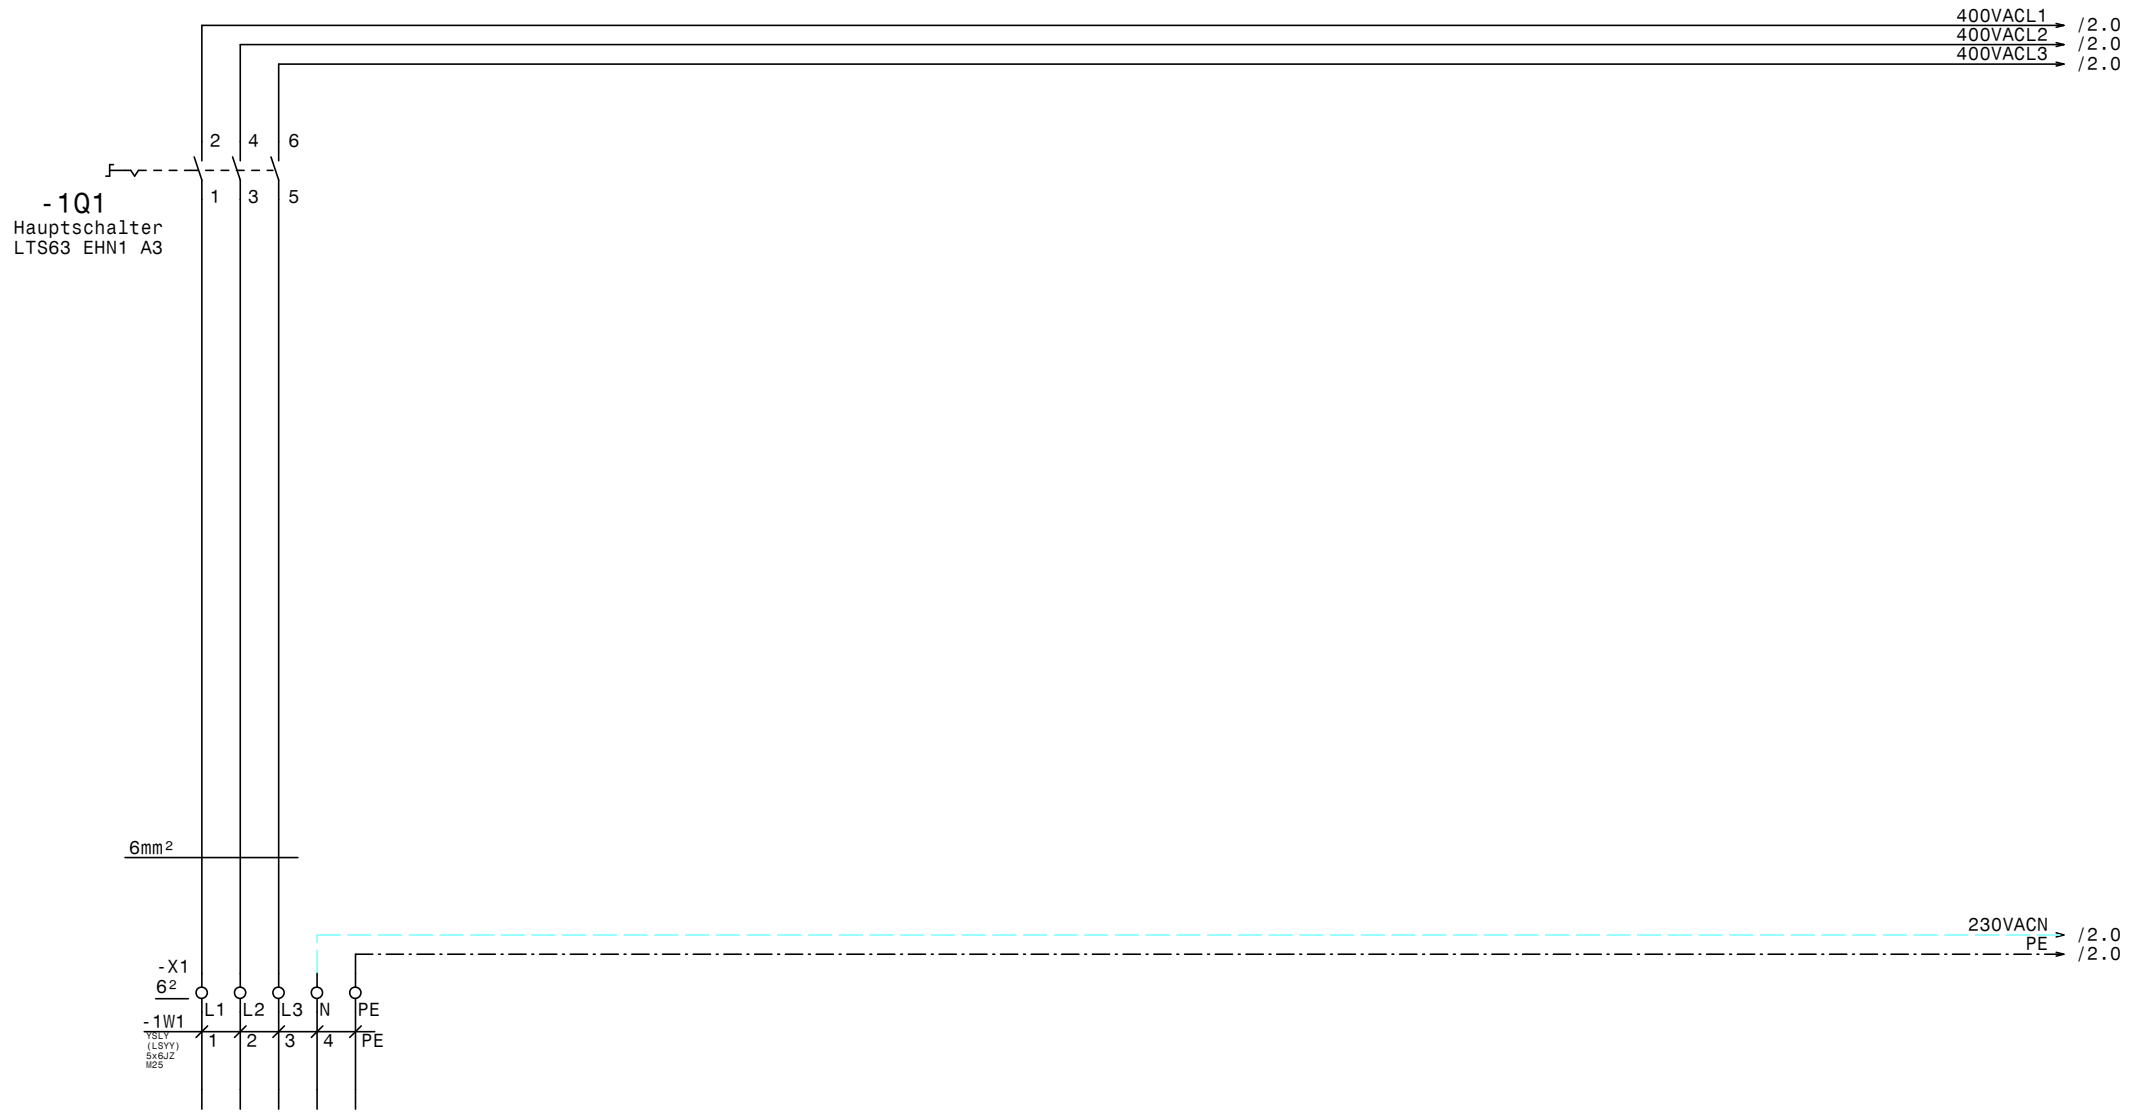 400VACL1 /2.0
400VACL2 /2.0
400VACL3 /2.0
2 4 6
1 3 5
-1Q1
Hauptschalter
LTS63 EHN1 A3
6mm²
230VACN /2.0
PE /2.0
-X1
6²
L1 L2 L3 N PE
-1W1
1 2 3 4 PE
YSLY
(LSYY)
5x6JZ
M25